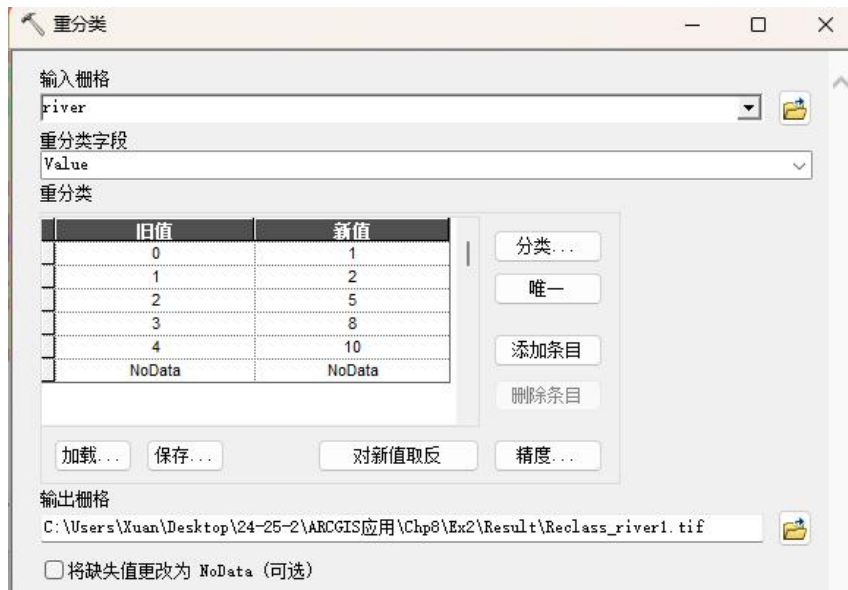 重分类
输入栅格
river
重分类字段
Value
重分类
旧值 新值
0 1
1 2
2 5
3 8
4 10
NoData NoData
分类...
唯一
添加条目
删除条目
加载... 保存... 对新值取反 精度...
输出栅格
C:\Users\Xuan\Desktop\24-25-2\ARCGIS应用\Chp8\Ex2\Result\Reclass_river1.tif
将缺失值更改为 NoData (可选)